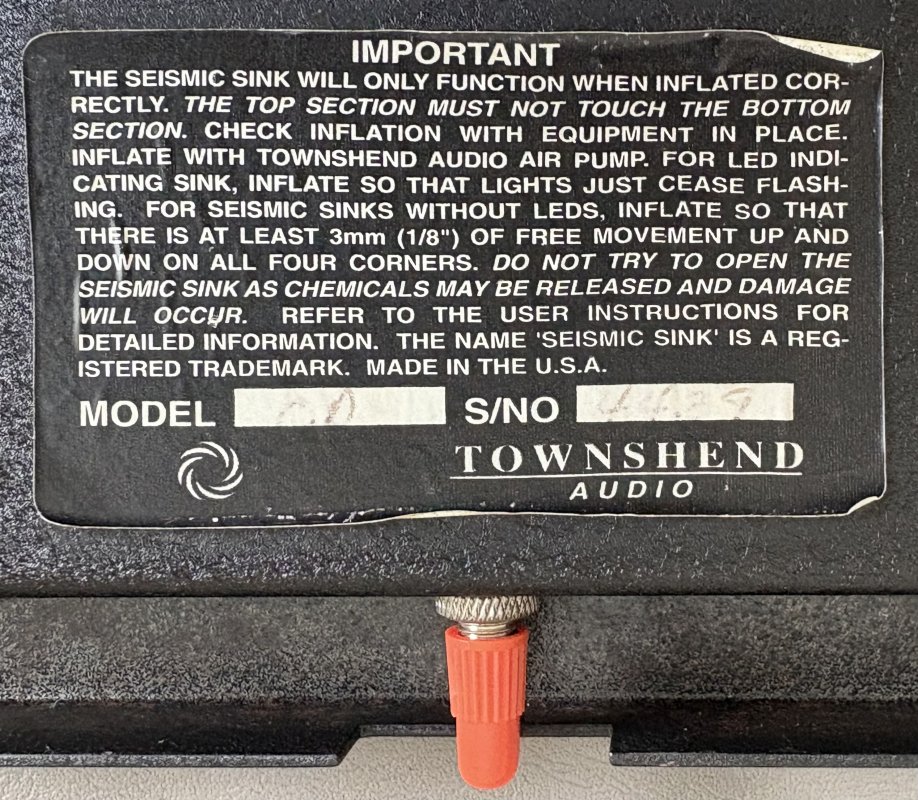 IMPORTANT
THE SEISMIC SINK WILL ONLY FUNCTION WHEN INFLATED COR-
RECTLY. THE TOP SECTION MUST NOT TOUCH THE BOTTOM
SECTION. CHECK INFLATION WITH EQUIPMENT IN PLACE.
INFLATE WITH TOWNSHEND AUDIO AIR PUMP. FOR LED INDI-
CATING SINK, INFLATE SO THAT LIGHTS JUST CEASE FLASH-
ING. FOR SEISMIC SINKS WITHOUT LEDS, INFLATE SO THAT
THERE IS AT LEAST 3mm (1/8") OF FREE MOVEMENT UP AND
DOWN ON ALL FOUR CORNERS. DO NOT TRY TO OPEN THE
SEISMIC SINK AS CHEMICALS MAY BE RELEASED AND DAMAGE
WILL OCCUR. REFER TO THE USER INSTRUCTIONS FOR
DETAILED INFORMATION. THE NAME 'SEISMIC SINK' IS A REG-
ISTERED TRADEMARK. MADE IN THE U.S.A.
MODEL S/NO
TOWNSHEND
AUDIO